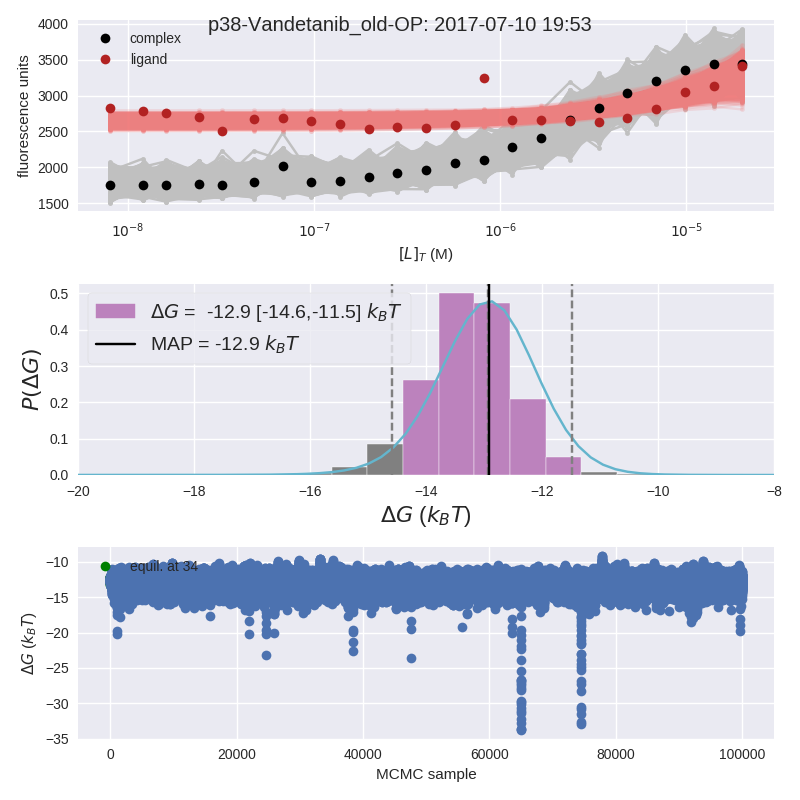 p38-Vandetanib_old-OP: 2017-07-10 19:53
complex
ligand
fluorescence units
4000
3500
3000
2500
2000
1500
10⁻⁸
10⁻⁷
10⁻⁶
10⁻⁵
[L]_T (M)
ΔG = -12.9 [-14.6,-11.5] k_BT
MAP = -12.9 k_BT
P(ΔG)
0.5
0.4
0.3
0.2
0.1
0.0
−20
−18
−16
−14
−12
−10
−8
ΔG (k_BT)
equil. at 34
ΔG (k_BT)
−10
−15
−20
−25
−30
−35
0
20000
40000
60000
80000
100000
MCMC sample